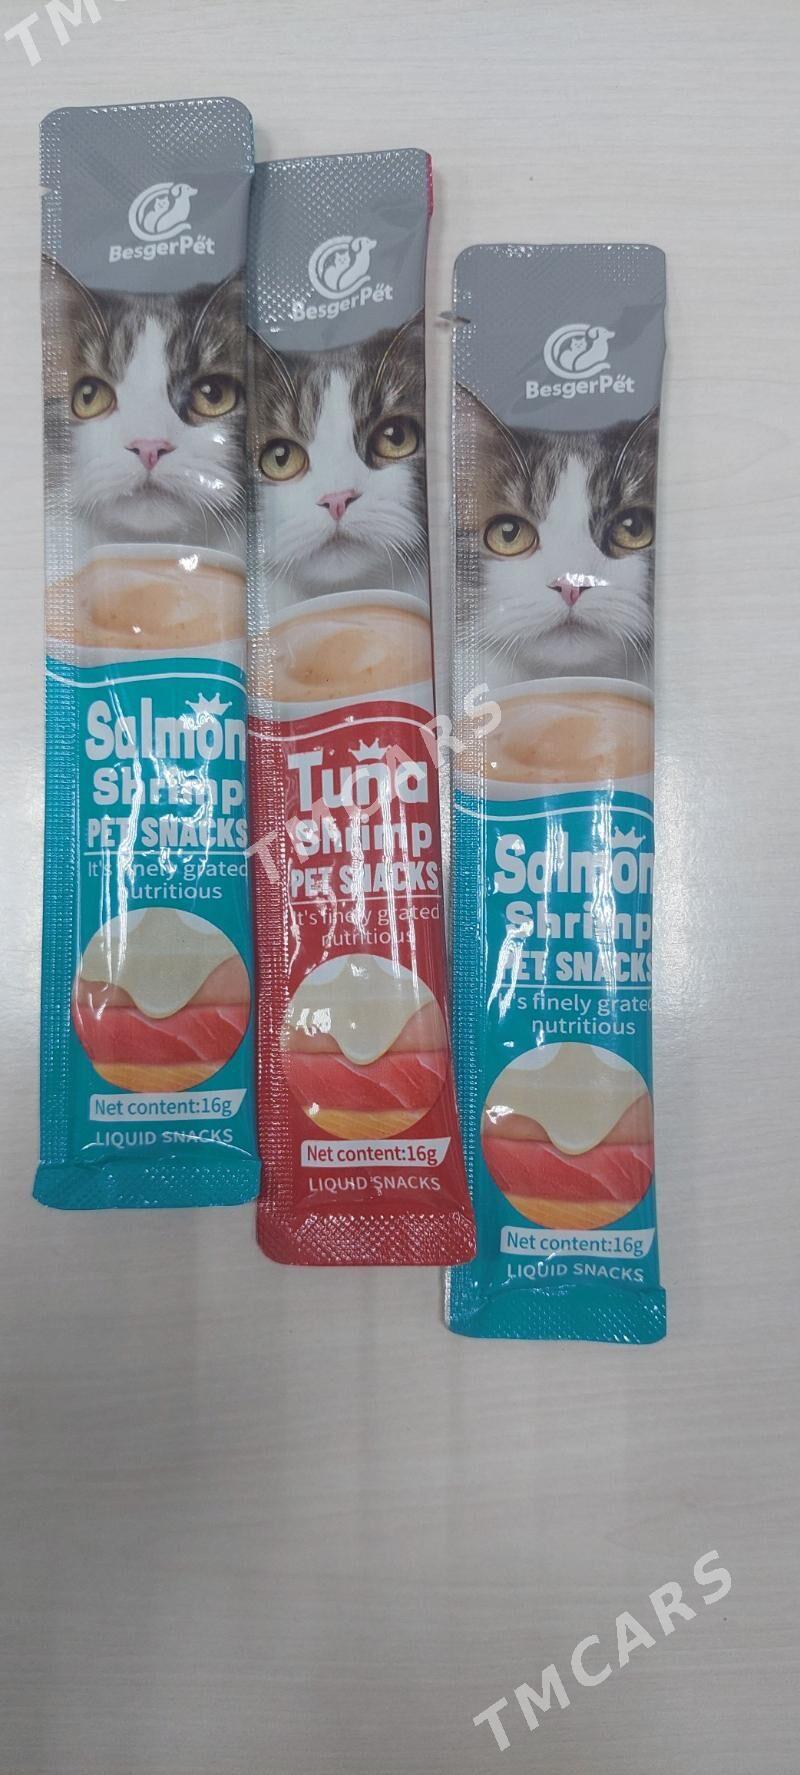 BesgerPet
Salmon
Shrimp
PET SNACKS
It's finely grated
nutritious
Net content:16g
LIQUID SNACKS
BesgerPet
Tuna
Shrimp
PET SNACKS
It's finely grated
nutritious
Net content:16g
LIQUID SNACKS
BesgerPet
Salmon
Shrimp
PET SNACKS
It's finely grated
nutritious
Net content:16g
LIQUID SNACKS
TMCARS
TMCARS